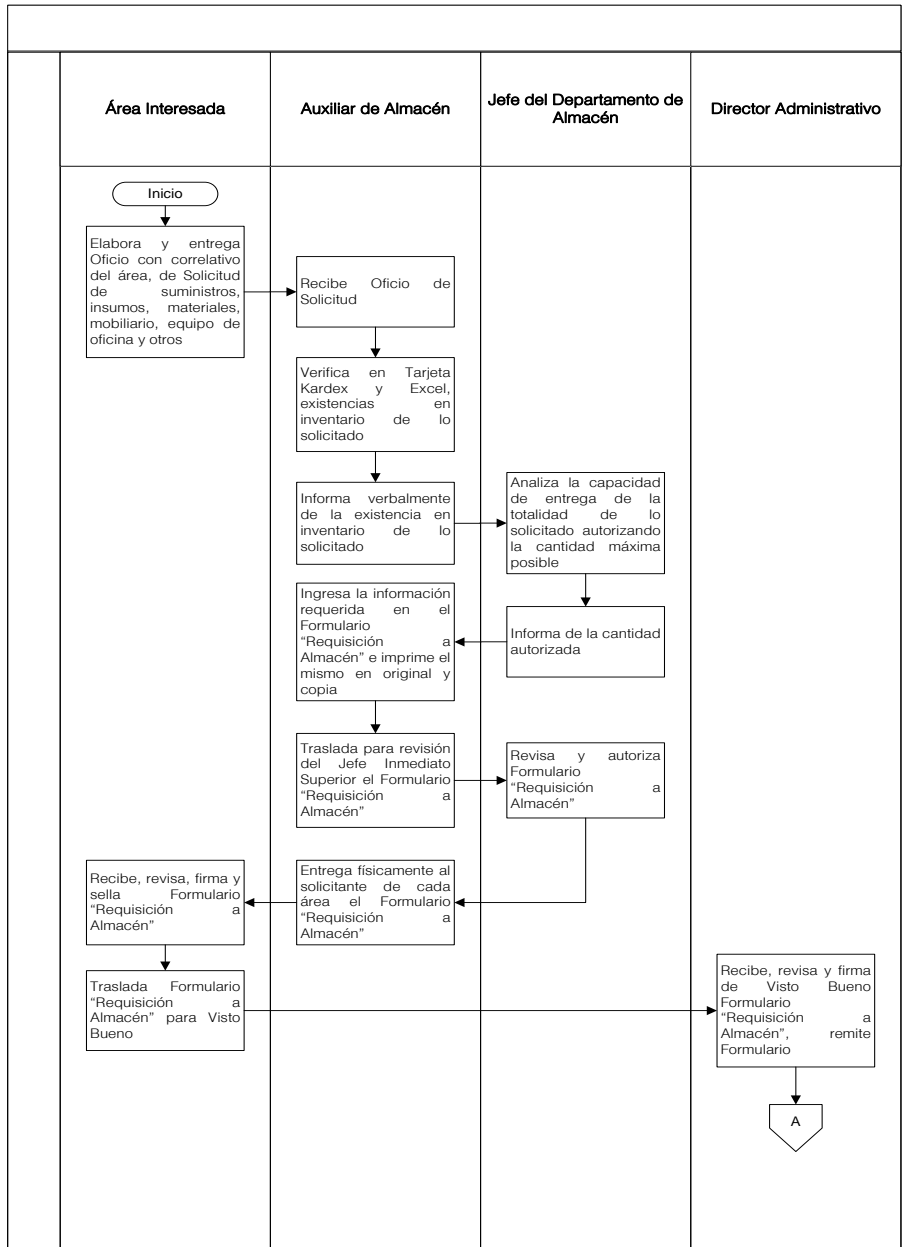 Área Interesada
Auxiliar de Almacén
Jefe del Departamento de
Almacén
Director Administrativo
Inicio
Elabora y entrega
Oficio con correlativo
del área, de Solicitud
de suministros,
insumos, materiales,
mobiliario, equipo de
oficina y otros
Recibe Oficio de
Solicitud
Verifica en Tarjeta
Kardex y Excel,
existencias en
inventario de lo
solicitado
Informa verbalmente
de la existencia en
inventario de lo
solicitado
Analiza la capacidad
de entrega de la
totalidad de lo
solicitado autorizando
la cantidad máxima
posible
Informa de la cantidad
autorizada
Ingresa la información
requerida en el
Formulario
“Requisición a
Almacén” e imprime el
mismo en original y
copia
Traslada para revisión
del Jefe Inmediato
Superior el Formulario
“Requisición a
Almacén”
Revisa y autoriza
Formulario
“Requisición a
Almacén”
Entrega físicamente al
solicitante de cada
área el Formulario
“Requisición a
Almacén”
Recibe, revisa, firma y
sella Formulario
“Requisición a
Almacén”
Traslada Formulario
“Requisición a
Almacén” para Visto
Bueno
Recibe, revisa y firma
de Visto Bueno
Formulario
“Requisición a
Almacén”, remite
Formulario
A